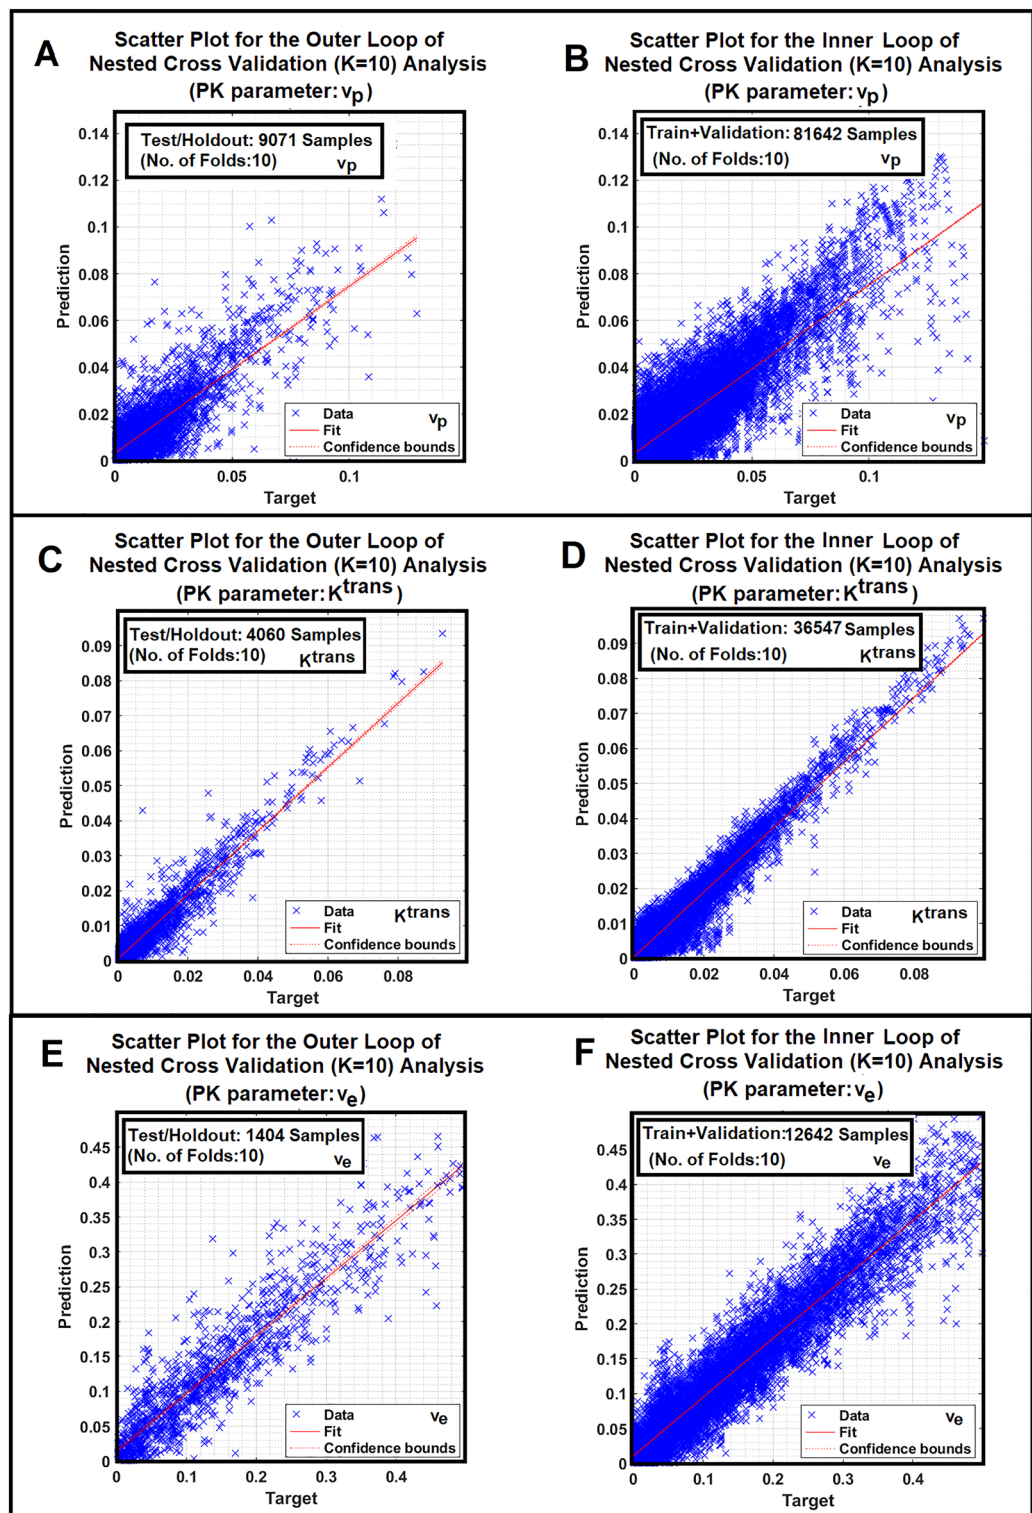 A
Scatter Plot for the Outer Loop of
Nested Cross Validation (K=10) Analysis
(PK parameter: vp)
Test/Holdout: 9071 Samples
(No. of Folds:10) vp
0.14
0.12
0.1
0.08
0.06
0.04
0.02
0
Prediction
Data vp
Fit
Confidence bounds
0 0.05 0.1
Target
B
Scatter Plot for the Inner Loop of
Nested Cross Validation (K=10) Analysis
(PK parameter: vp)
Train+Validation: 81642 Samples
(No. of Folds:10) vp
0.14
0.12
0.1
0.08
0.06
0.04
0.02
0
Prediction
Data vp
Fit
Confidence bounds
0 0.05 0.1
Target
C
Scatter Plot for the Outer Loop of
Nested Cross Validation (K=10) Analysis
(PK parameter: Ktrans)
Test/Holdout: 4060 Samples
(No. of Folds:10) Ktrans
0.09
0.08
0.07
0.06
0.05
0.04
0.03
0.02
0.01
0
Prediction
Data Ktrans
Fit
Confidence bounds
0 0.02 0.04 0.06 0.08
Target
D
Scatter Plot for the Inner Loop of
Nested Cross Validation (K=10) Analysis
(PK parameter: Ktrans)
Train+Validation: 36547 Samples
(No. of Folds:10) Ktrans
0.09
0.08
0.07
0.06
0.05
0.04
0.03
0.02
0.01
0
Prediction
Data Ktrans
Fit
Confidence bounds
0 0.02 0.04 0.06 0.08
Target
E
Scatter Plot for the Outer Loop of
Nested Cross Validation (K=10) Analysis
(PK parameter: ve)
Test/Holdout: 1404 Samples
(No. of Folds:10) ve
0.45
0.4
0.35
0.3
0.25
0.2
0.15
0.1
0.05
0
Prediction
Data ve
Fit
Confidence bounds
0 0.1 0.2 0.3 0.4
Target
F
Scatter Plot for the Inner Loop of
Nested Cross Validation (K=10) Analysis
(PK parameter: ve)
Train+Validation: 12642 Samples
(No. of Folds:10) ve
0.45
0.4
0.35
0.3
0.25
0.2
0.15
0.1
0.05
0
Prediction
Data ve
Fit
Confidence bounds
0 0.1 0.2 0.3 0.4
Target